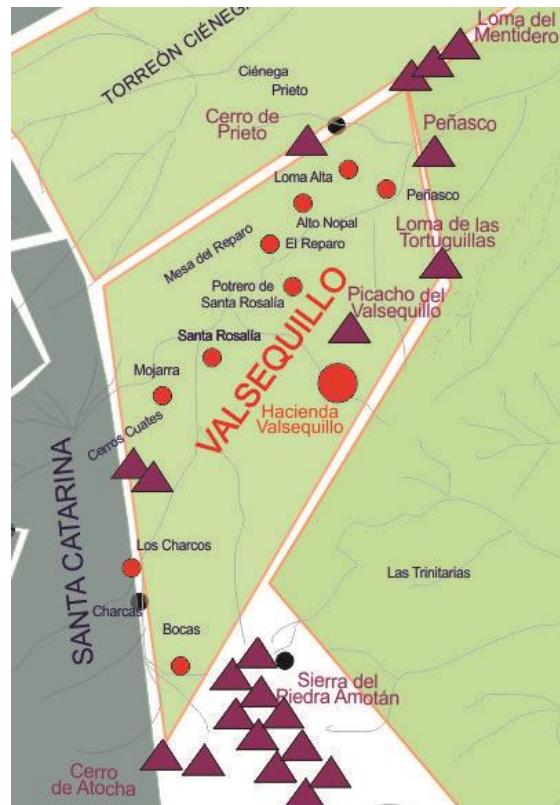 Loma del
Mentidero
TORREÓN CIÉNEGA
Ciénega
Prieto
Cerro de
Prieto
Peñasco
Loma Alta
Peñasco
Alto Nopal
Loma de las
Tortuguillas
El Reparo
Mesa del Reparo
Potrero de
Santa Rosalía
Picacho del
Valsequillo
VALSEQUILLO
Santa Rosalía
Mojarra
Hacienda
Valsequillo
Cerros Cuates
SANTA CATARINA
Los Charcos
Las Trinitarias
Charcas
Bocas
Sierra del
Piedra Amotán
Cerro
de Atocha